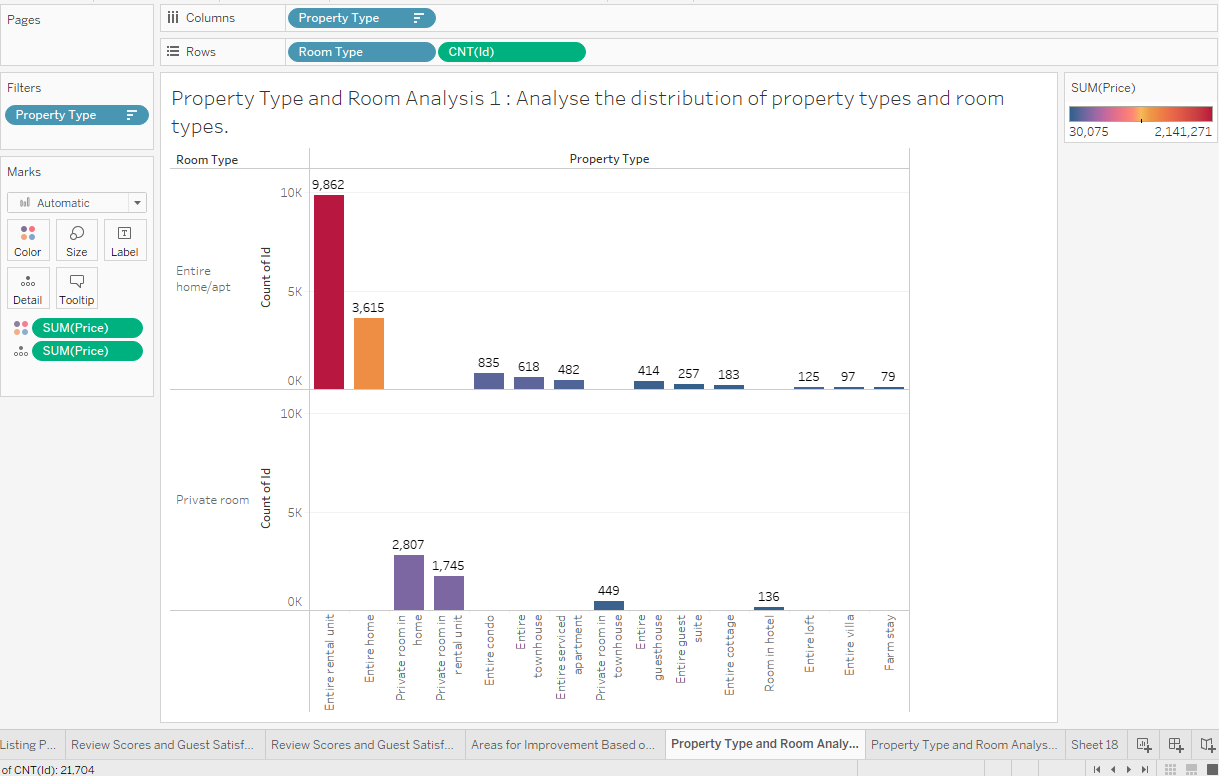 Pages
Columns
Property Type
Rows
Room Type
CNT(Id)
Filters
Property Type
Marks
Automatic
Color
Size
Label
Detail
Tooltip
SUM(Price)
SUM(Price)
Property Type and Room Analysis 1 : Analyse the distribution of property types and room
types.
Room Type
Property Type
Entire
home/apt
Count of Id
10K
5K
0K
9,862
3,615
835
618
482
414
257
183
125
97
79
Private room
Count of Id
10K
5K
0K
2,807
1,745
449
136
Entire rental unit
Entire home
Private room in
home
Private room in
rental unit
Entire condo
Entire
townhouse
Entire serviced
apartment
Private room in
townhouse
Entire
guesthouse
Entire guest
suite
Entire cottage
Room in hotel
Entire loft
Entire villa
Farm stay
SUM(Price)
30,075 2,141,271
Listing P...
Review Scores and Guest Satisf...
Review Scores and Guest Satisf...
Areas for Improvement Based o...
Property Type and Room Analy...
Property Type and Room Analys...
Sheet 18
of CNT(Id): 21,704